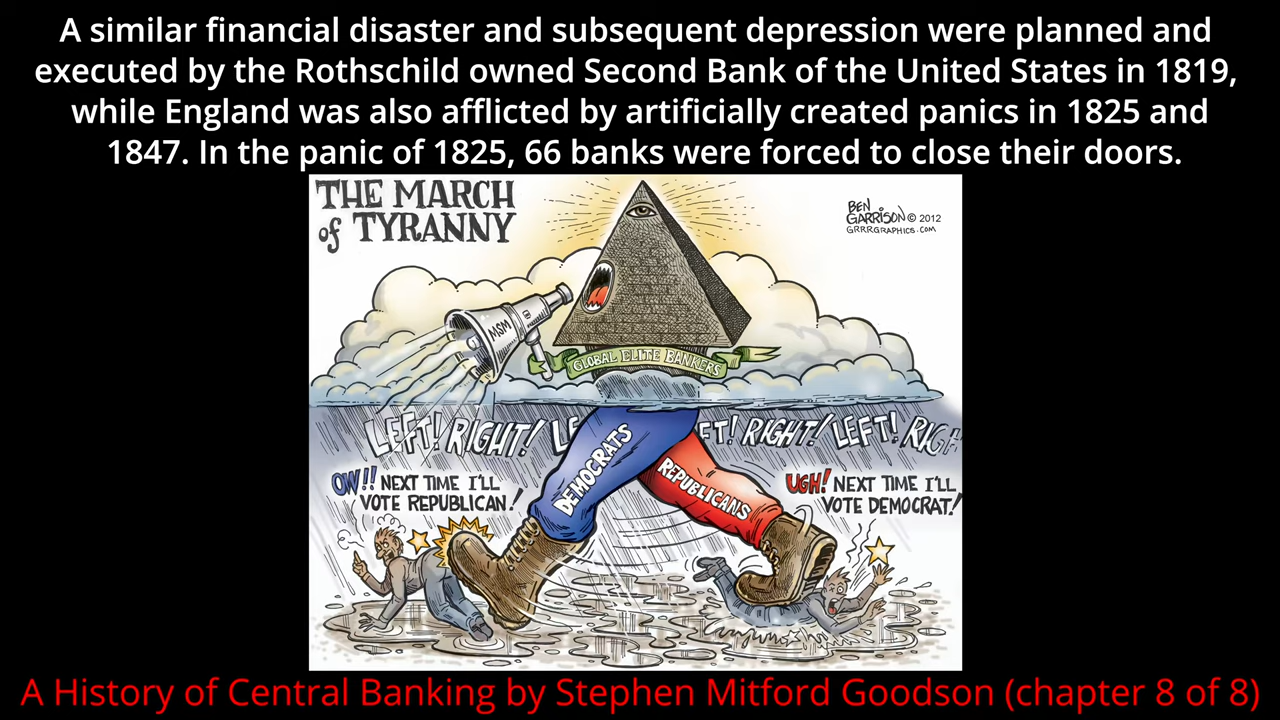 A similar financial disaster and subsequent depression were planned and
executed by the Rothschild owned Second Bank of the United States in 1819,
while England was also afflicted by artificially created panics in 1825 and
1847. In the panic of 1825, 66 banks were forced to close their doors.
THE MARCH
of TYRANNY
BEN
GARRISON © 2012
GRRRGRAPHICS.COM
MSM
GLOBAL ELITE BANKERS
LEFT! RIGHT! LE
FT! RIGHT! LEFT! RIGH
DEMOCRATS
REPUBLICANS
OW!! NEXT TIME I'LL
VOTE REPUBLICAN!
UGH! NEXT TIME I'LL
VOTE DEMOCRAT!
A History of Central Banking by Stephen Mitford Goodson (chapter 8 of 8)